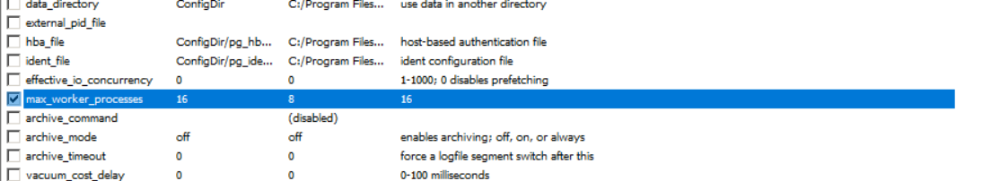 data_directory ConfigDir C:/Program Files... use data in another directory
external_pid_file
hba_file ConfigDir/pg_hb... C:/Program Files... host-based authentication file
ident_file ConfigDir/pg_ide... C:/Program Files... ident configuration file
effective_io_concurrency 0 0 1-1000; 0 disables prefetching
max_worker_processes 16 8 16
archive_command (disabled)
archive_mode off off enables archiving; off, on, or always
archive_timeout 0 0 force a logfile segment switch after this
vacuum_cost_delay 0 0 0-100 milliseconds